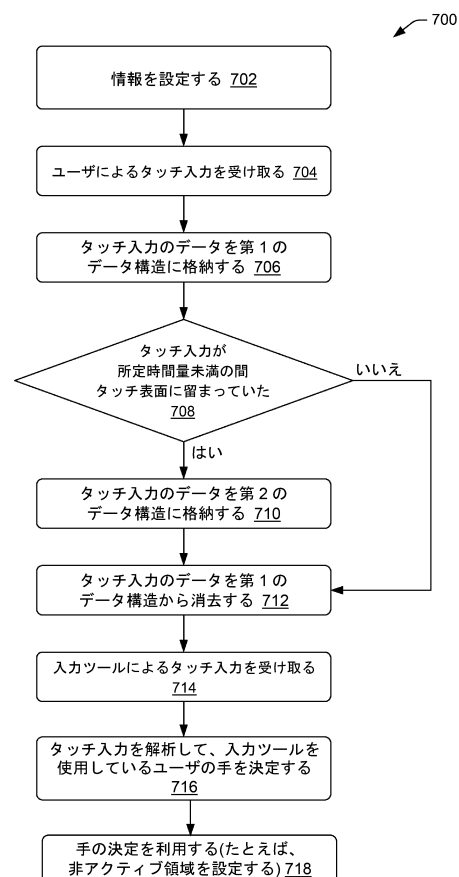 700
情報を設定する 702
ユーザによるタッチ入力を受け取る 704
タッチ入力のデータを第1の
データ構造に格納する 706
タッチ入力が
所定時間量未満の間
タッチ表面に留まっていた
708
いいえ
はい
タッチ入力のデータを第2の
データ構造に格納する 710
タッチ入力のデータを第1の
データ構造から消去する 712
入力ツールによるタッチ入力を受け取る
714
タッチ入力を解析して、入力ツールを
使用しているユーザの手を決定する
716
手の決定を利用する(たとえば、
非アクティブ領域を設定する) 718